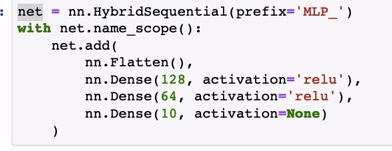 : net = nn.HybridSequential(prefix='MLP_')
with net.name_scope():
    net.add(
        nn.Flatten(),
        nn.Dense(128, activation='relu'),
        nn.Dense(64, activation='relu'),
        nn.Dense(10, activation=None)
    )